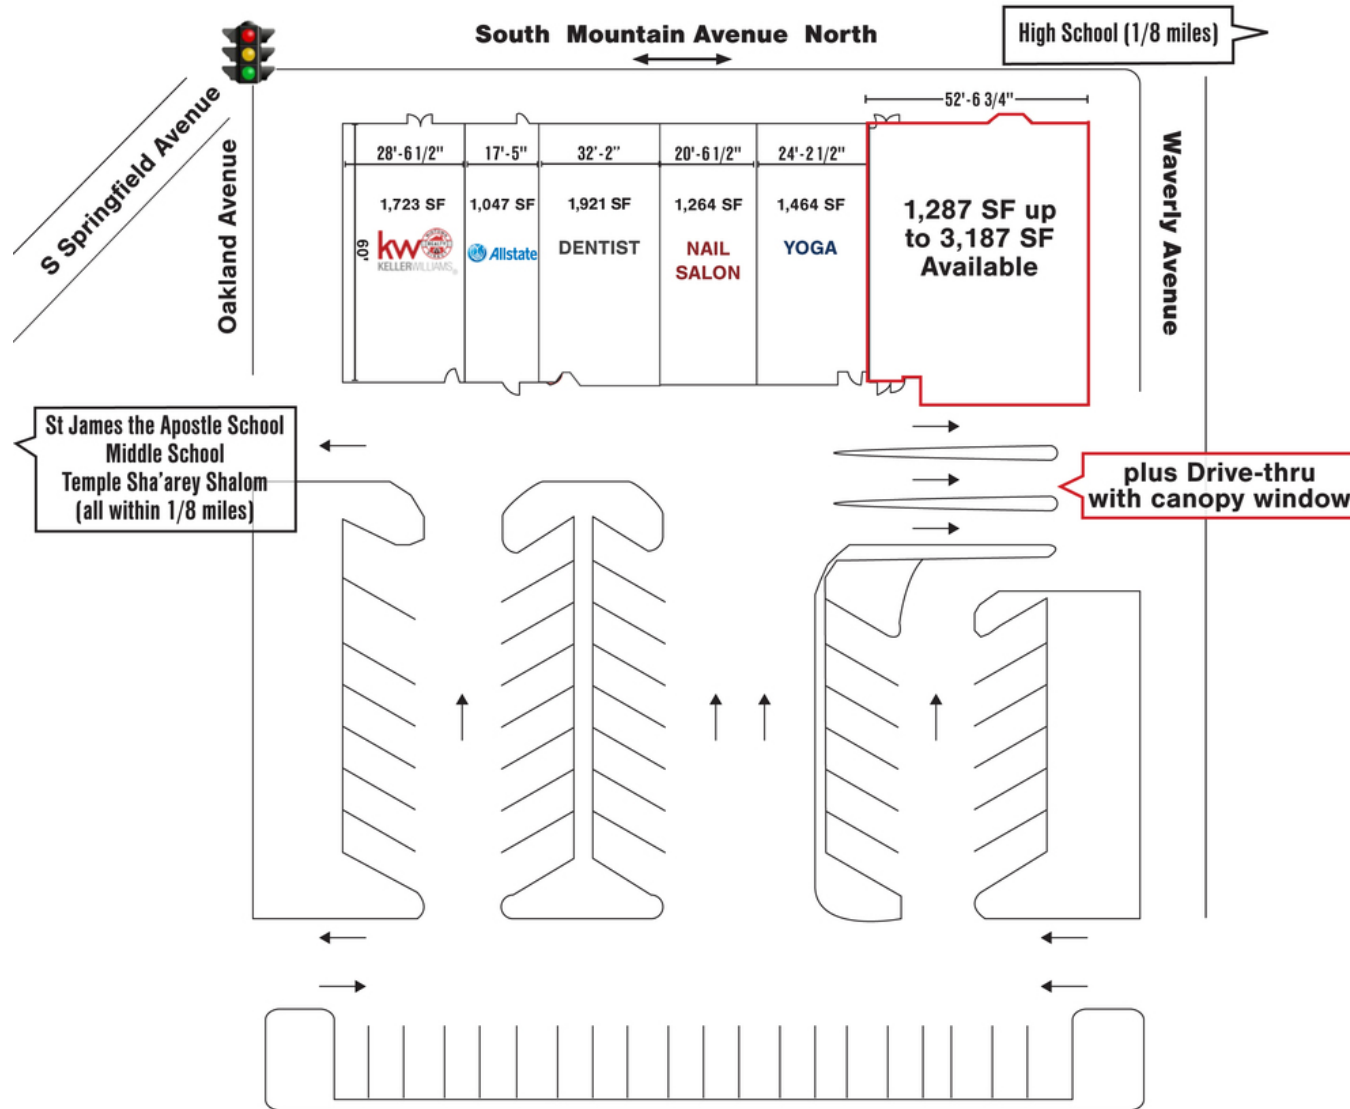 South Mountain Avenue North
High School (1/8 miles)
S Springfield Avenue
Oakland Avenue
Waverly Avenue
52'-6 3/4"
28'-6 1/2"
17'-5"
32'-2"
20'-6 1/2"
24'-2 1/2"
60'
1,723 SF
kw
KELLERWILLIAMS
1,047 SF
Allstate
1,921 SF
DENTIST
1,264 SF
NAIL
SALON
1,464 SF
YOGA
1,287 SF up
to 3,187 SF
Available
St James the Apostle School
Middle School
Temple Sha'arey Shalom
(all within 1/8 miles)
plus Drive-thru
with canopy window